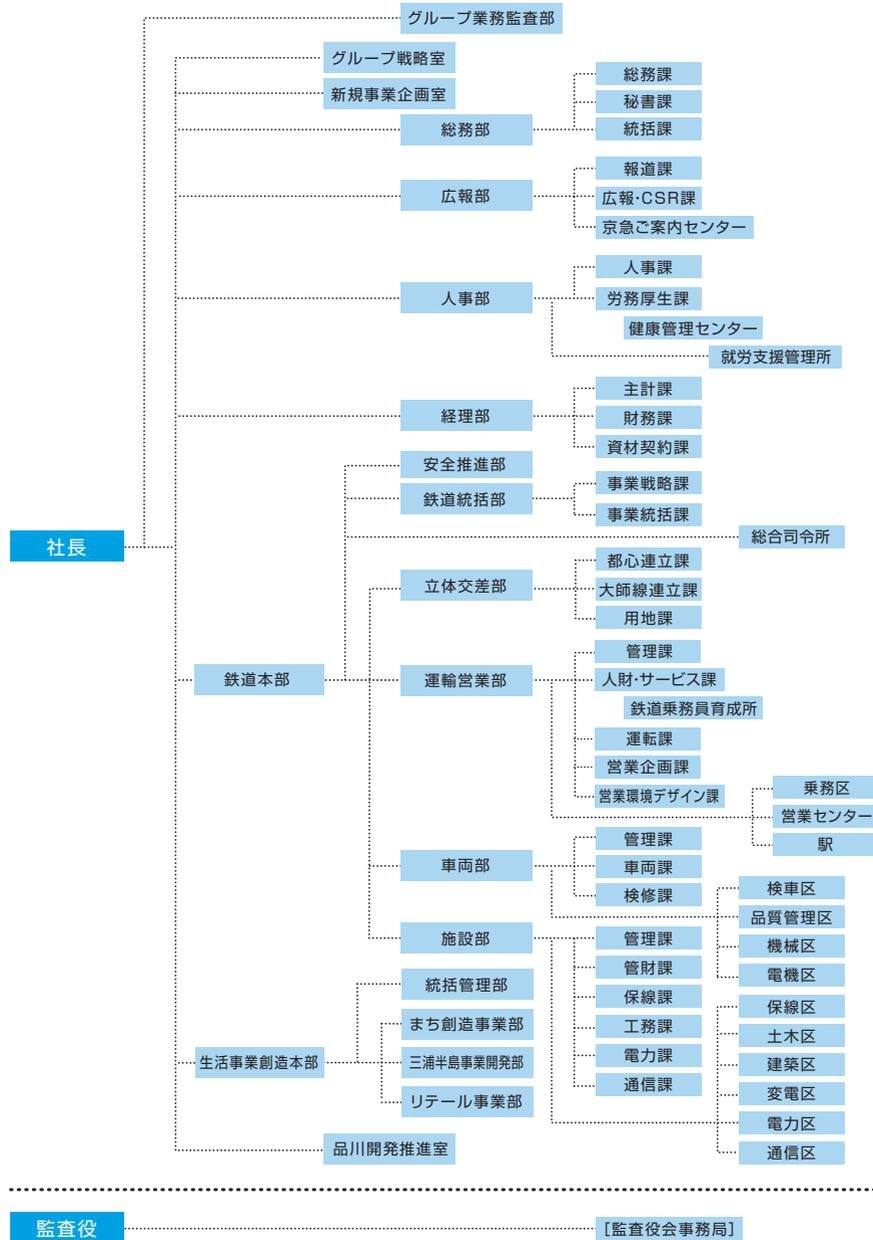 グループ業務監査部
グループ戦略室
新規事業企画室
総務部
総務課
秘書課
統括課
広報部
報道課
広報・CSR課
京急ご案内センター
人事部
人事課
労務厚生課
健康管理センター
就労支援管理所
経理部
主計課
財務課
資材契約課
社長
鉄道本部
安全推進部
鉄道統括部
事業戦略課
事業統括課
総合司令所
立体交差部
都心連立課
大師線連立課
用地課
運輸営業部
管理課
人財・サービス課
鉄道乗務員育成所
運転課
営業企画課
営業環境デザイン課
乗務区
営業センター
駅
車両部
管理課
車両課
検修課
検車区
品質管理区
機械区
電機区
施設部
管理課
管財課
保線課
工務課
電力課
通信課
保線区
土木区
建築区
変電区
電力区
通信区
生活事業創造本部
統括管理部
まち創造事業部
三浦半島事業開発部
リテール事業部
品川開発推進室
監査役
[監査役会事務局]